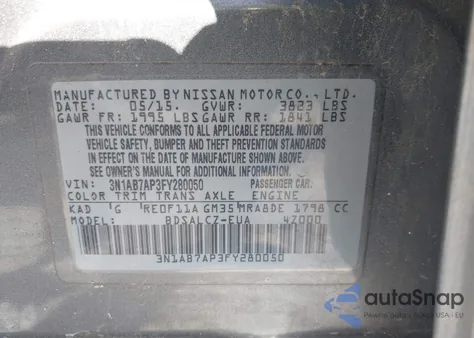 MANUFACTURED BY NISSAN MOTOR CO., LTD.
DATE: 05/15. GVWR: 3823 LBS
GAWR FR: 1995 LBS GAWR RR: 1841 LBS
THIS VEHICLE CONFORMS TO ALL APPLICABLE FEDERAL MOTOR
VEHICLE SAFETY, BUMPER AND THEFT PREVENTION STANDARDS
IN EFFECT ON THE DATE OF MANUFACTURE SHOWN ABOVE.
SEE OWNER'S MANUAL FOR ADDITIONAL INFORMATION.
VIN: 3N1AB7AP3FY280050 PASSENGER CAR.
COLOR TRIM TRANS AXLE ENGINE
KAD G RE0F11A GM35 MRA8DE 1798 CC
MODEL: BDSALCZ-EUA 4Z000
3N1AB7AP3FY280050
autoSnap